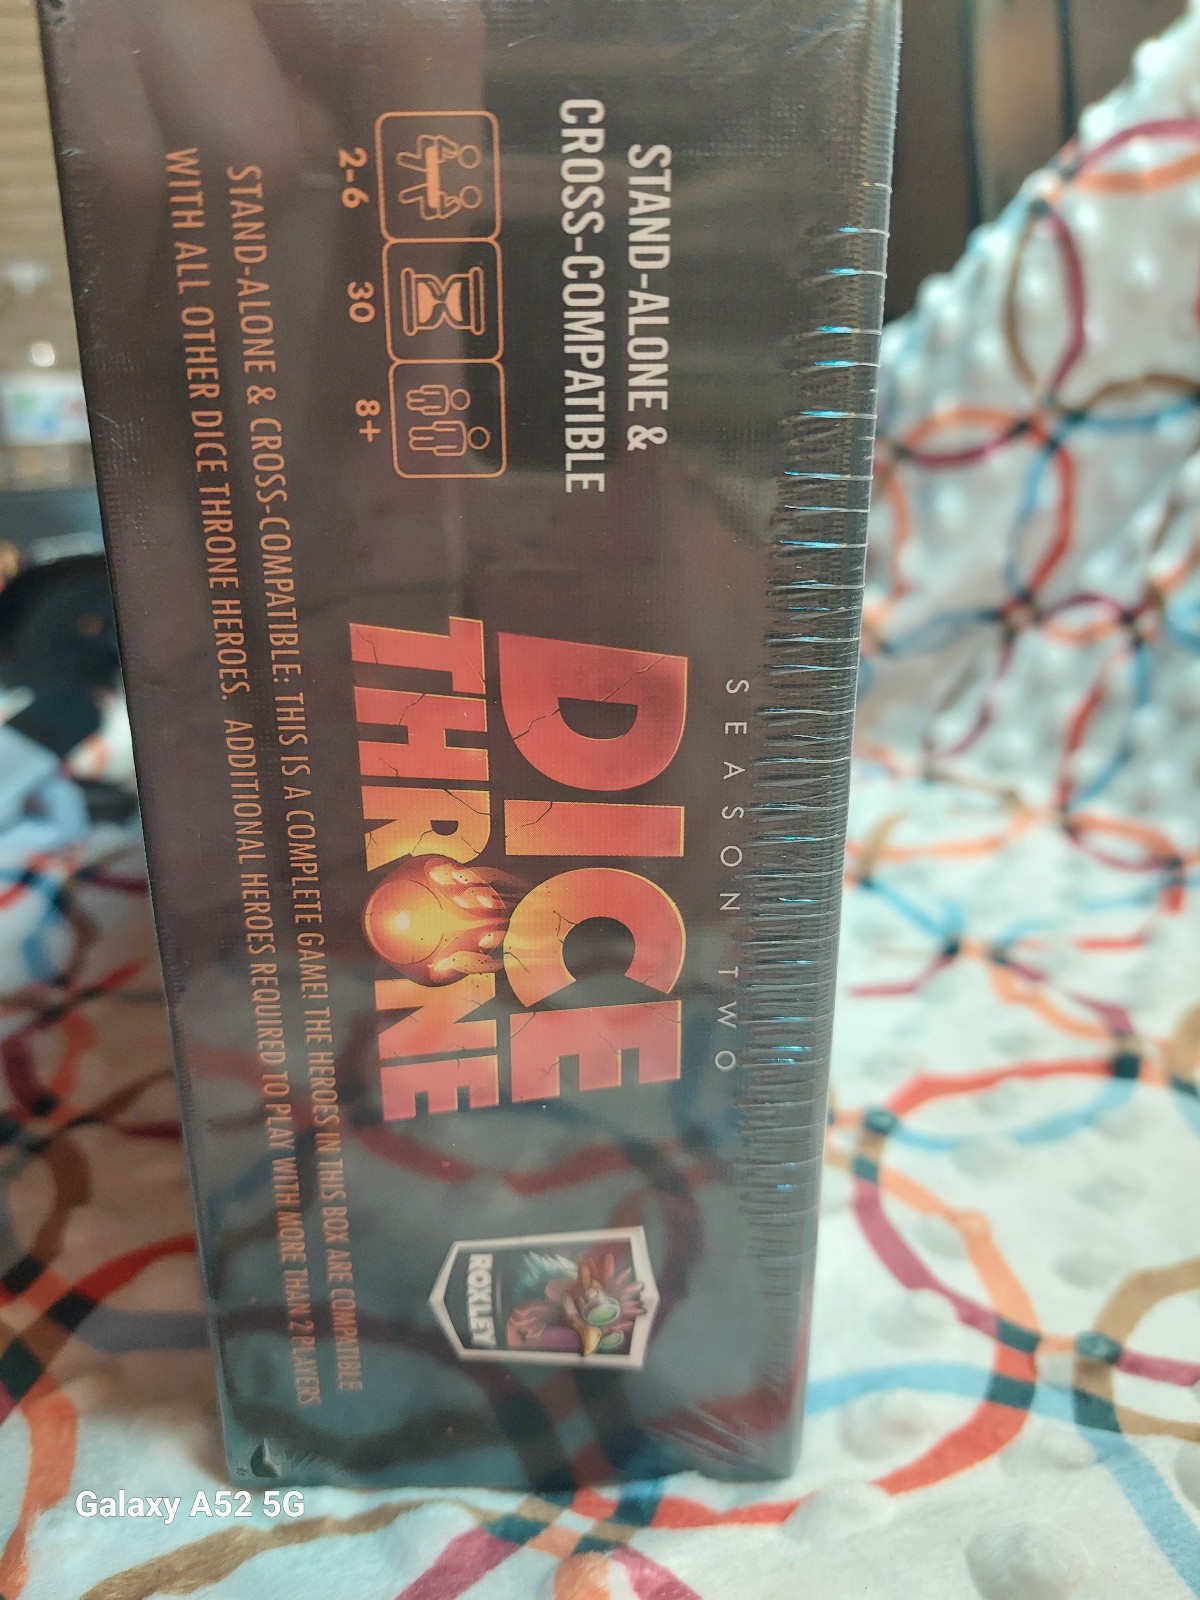 STAND-ALONE &
CROSS-COMPATIBLE
2-6 30 8+
SEASON TWO
DICE
THRONE
ROXLEY
STAND-ALONE & CROSS-COMPATIBLE: THIS IS A COMPLETE GAME! THE HEROES IN THIS BOX ARE COMPATIBLE
WITH ALL OTHER DICE THRONE HEROES. ADDITIONAL HEROES REQUIRED TO PLAY WITH MORE THAN 2 PLAYERS
Galaxy A52 5G